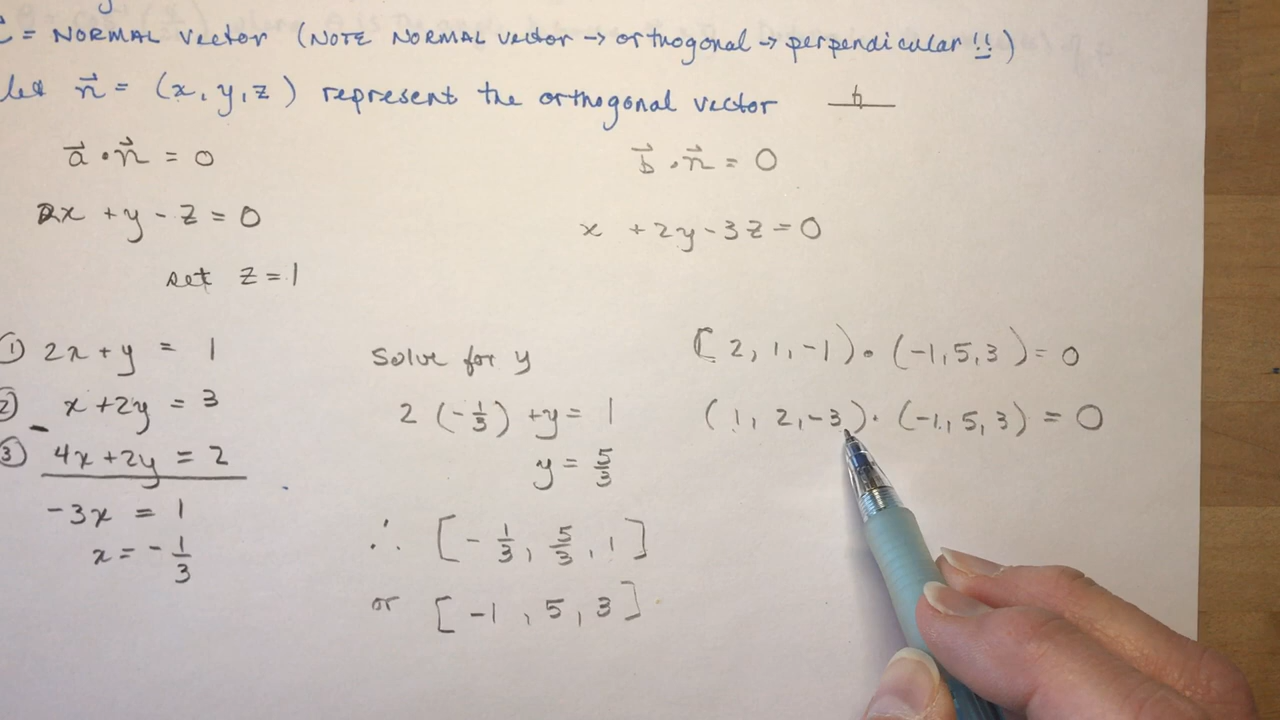 = NORMAL vector (NOTE NORMAL vector → orthogonal → perpendicular !!)
let n⃗ = (x, y, z) represent the orthogonal vector
a⃗ • n⃗ = 0
2x + y - z = 0
set z = 1
b⃗ • n⃗ = 0
x + 2y - 3z = 0
① 2x + y = 1
② x + 2y = 3
③ 4x + 2y = 2
-3x = 1
x = - 1/3
Solve for y
2 (-1/3) + y = 1
y = 5/3
∴ [-1/3, 5/3, 1]
or [-1, 5, 3]
[2, 1, -1) • (-1, 5, 3) = 0
(1, 2, -3) • (-1, 5, 3) = 0